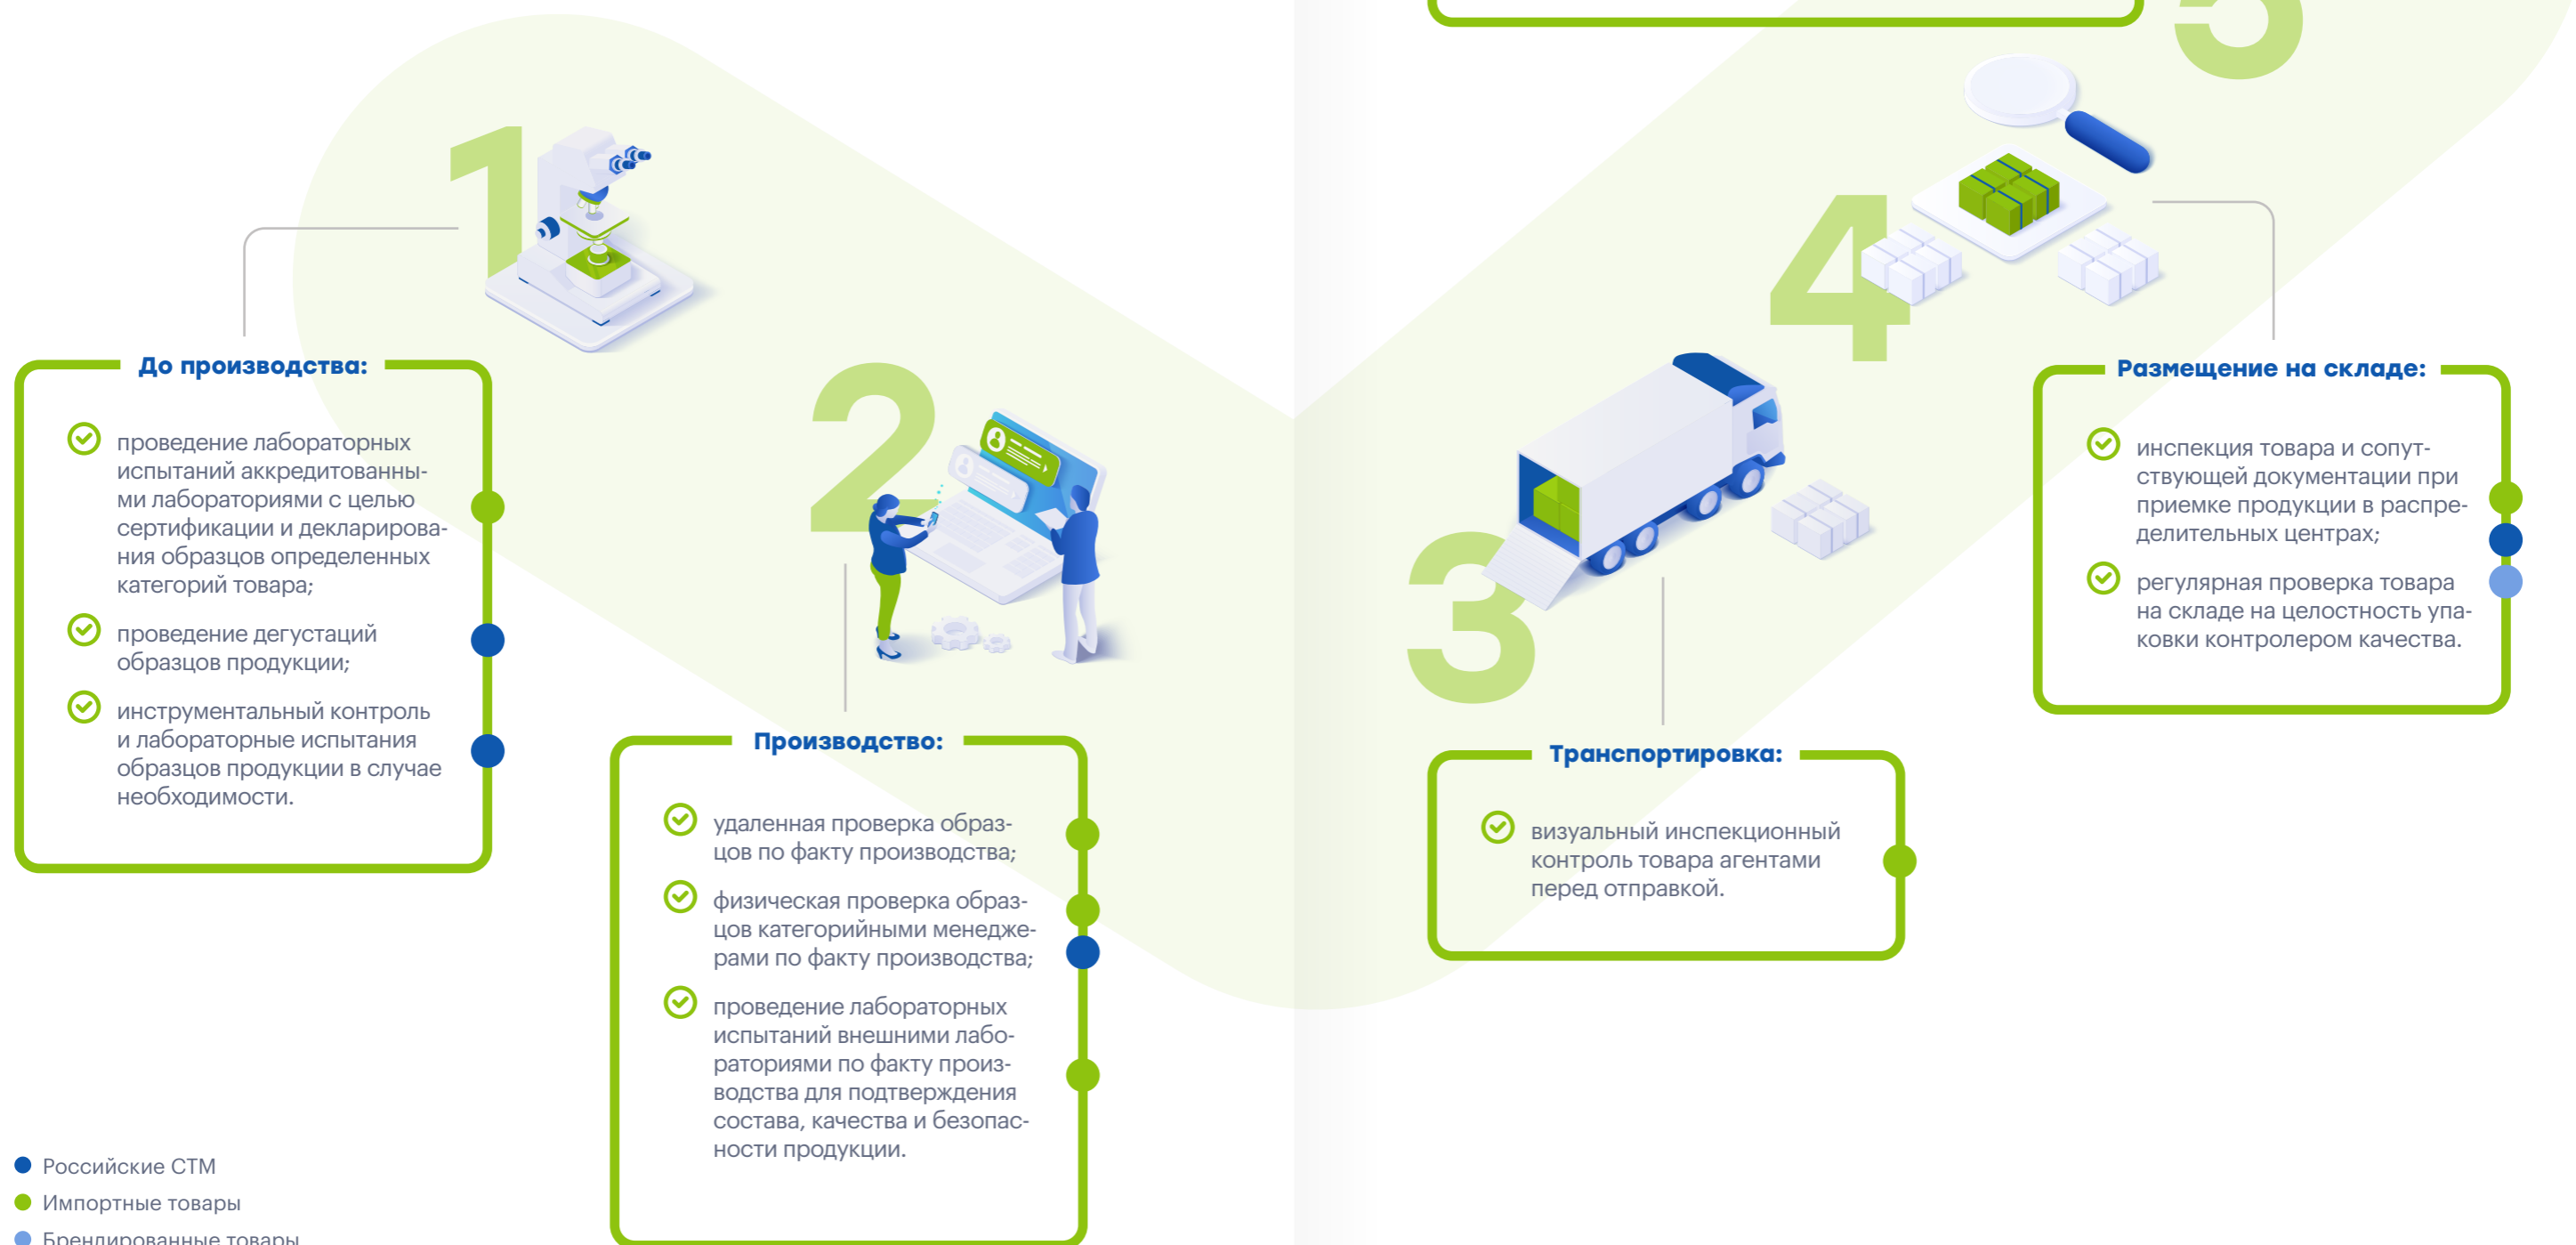 1
До производства:
проведение лабораторных
испытаний аккредитованны-
ми лабораториями с целью
сертификации и декларирова-
ния образцов определенных
категорий товара;
проведение дегустаций
образцов продукции;
инструментальный контроль
и лабораторные испытания
образцов продукции в случае
необходимости.
2
Производство:
удаленная проверка образ-
цов по факту производства;
физическая проверка образ-
цов категорийными менедже-
рами по факту производства;
проведение лабораторных
испытаний внешними лабо-
раториями по факту произ-
водства для подтверждения
состава, качества и безопас-
ности продукции.
3
Транспортировка:
визуальный инспекционный
контроль товара агентами
перед отправкой.
4
Размещение на складе:
инспекция товара и сопут-
ствующей документации при
приемке продукции в распре-
делительных центрах;
регулярная проверка товара
на складе на целостность упа-
ковки контролером качества.
5
Российские СТМ
Импортные товары
Брендированные товары